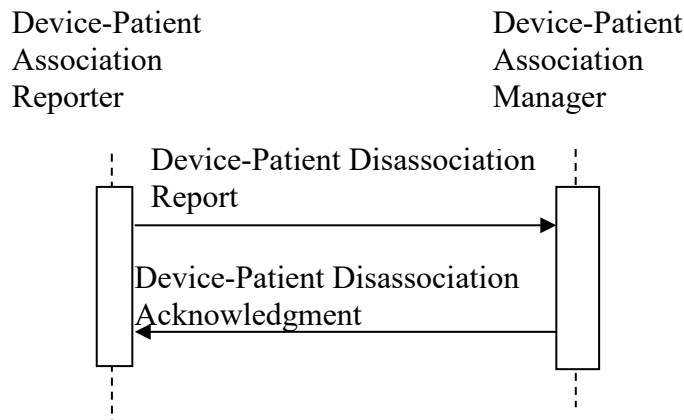 Device-Patient
Association
Reporter
Device-Patient
Association
Manager
Device-Patient Disassociation
Report
Device-Patient Disassociation
Acknowledgment